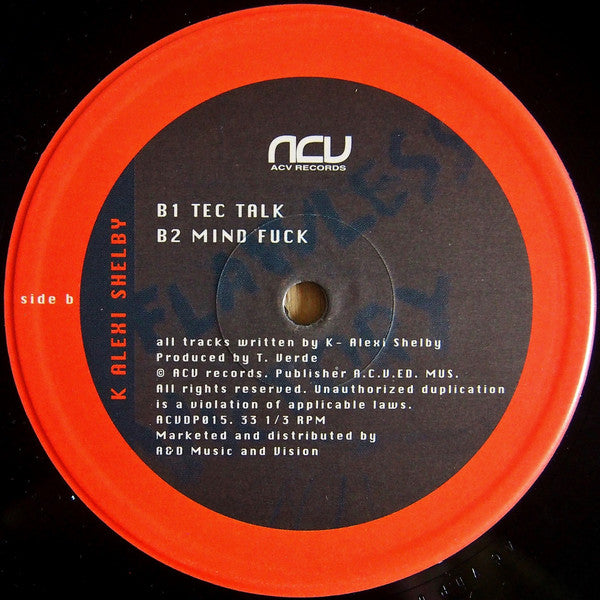 ACV
ACV RECORDS
B1 TEC TALK
B2 MIND FUCK
side b
K ALEXI SHELBY
FLAWLESS
all tracks written by K- Alexi Shelby
Produced by T. Verde
© ACV records. Publisher A.C.V.ED. MUS.
All rights reserved. Unauthorized duplication
is a violation of applicable laws.
ACVDP015. 33 1/3 RPM
Marketed and distributed by
A&D Music and Vision